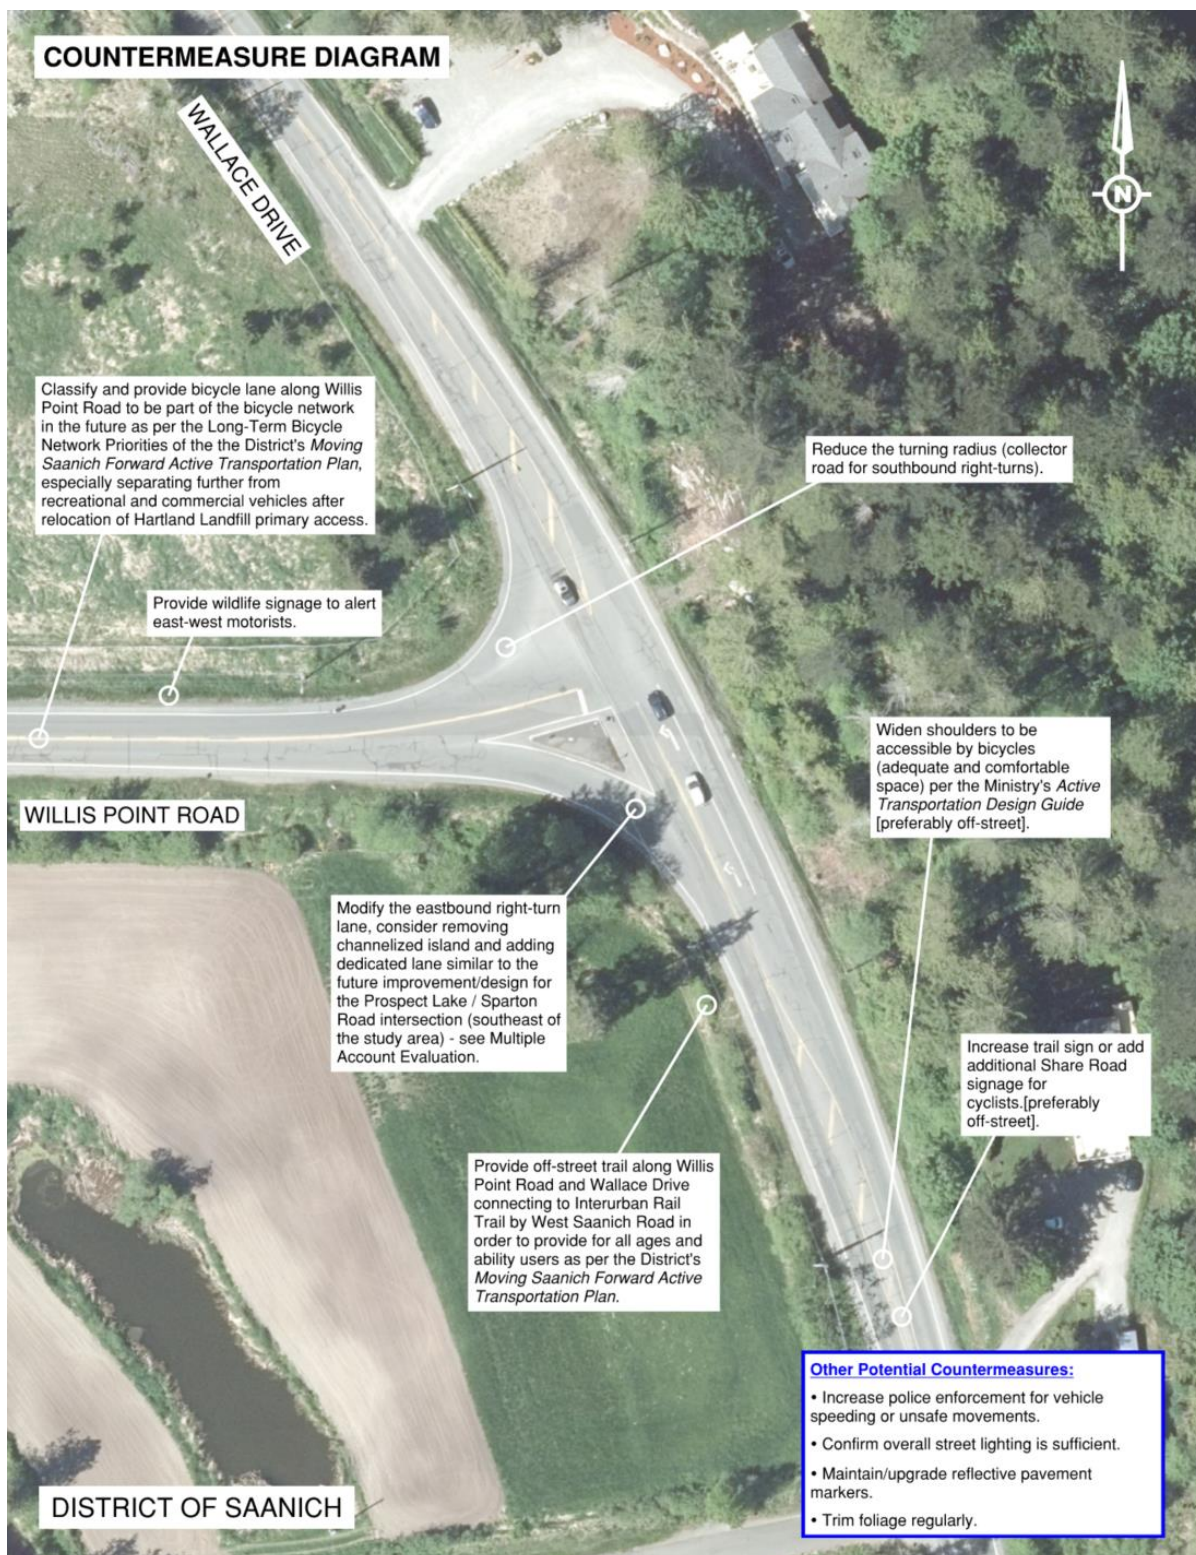 COUNTERMEASURE DIAGRAM
WALLACE DRIVE
N
Classify and provide bicycle lane along Willis
Point Road to be part of the bicycle network
in the future as per the Long-Term Bicycle
Network Priorities of the the District's Moving
Saanich Forward Active Transportation Plan,
especially separating further from
recreational and commercial vehicles after
relocation of Hartland Landfill primary access.
Reduce the turning radius (collector
road for southbound right-turns).
Provide wildlife signage to alert
east-west motorists.
Widen shoulders to be
accessible by bicycles
(adequate and comfortable
space) per the Ministry's Active
Transportation Design Guide
[preferably off-street].
WILLIS POINT ROAD
Modify the eastbound right-turn
lane, consider removing
channelized island and adding
dedicated lane similar to the
future improvement/design for
the Prospect Lake / Sparton
Road intersection (southeast of
the study area) - see Multiple
Account Evaluation.
Increase trail sign or add
additional Share Road
signage for
cyclists.[preferably
off-street].
Provide off-street trail along Willis
Point Road and Wallace Drive
connecting to Interurban Rail
Trail by West Saanich Road in
order to provide for all ages and
ability users as per the District's
Moving Saanich Forward Active
Transportation Plan.
Other Potential Countermeasures:
• Increase police enforcement for vehicle
speeding or unsafe movements.
• Confirm overall street lighting is sufficient.
• Maintain/upgrade reflective pavement
markers.
• Trim foliage regularly.
DISTRICT OF SAANICH